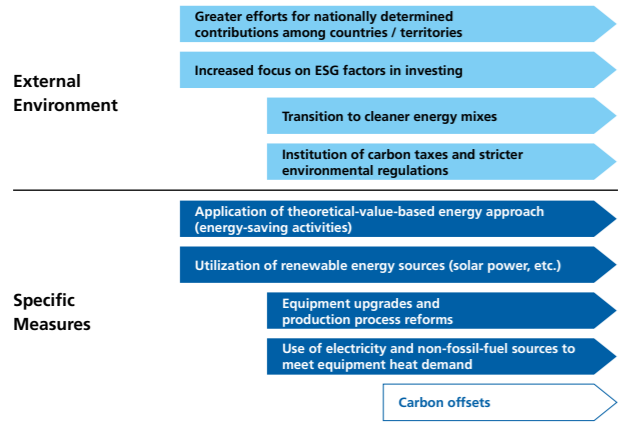 Greater efforts for nationally determined
contributions among countries / territories
External
Environment
Increased focus on ESG factors in investing
Transition to cleaner energy mixes
Institution of carbon taxes and stricter
environmental regulations
Specific
Measures
Application of theoretical-value-based energy approach
(energy-saving activities)
Utilization of renewable energy sources (solar power, etc.)
Equipment upgrades and
production process reforms
Use of electricity and non-fossil-fuel sources to
meet equipment heat demand
Carbon offsets